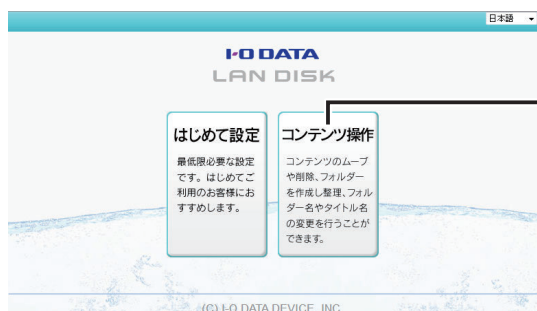 日本語
I-O DATA
LAN DISK
はじめて設定
最低限必要な設定
です。はじめてご
利用のお客様にお
すすめします。
コンテンツ操作
コンテンツのムーブ
や削除、フォルダー
を作成し整理、フォル
ダー名やタイトル名
の変更を行うことが
できます。
(C) I-O DATA DEVICE, INC.